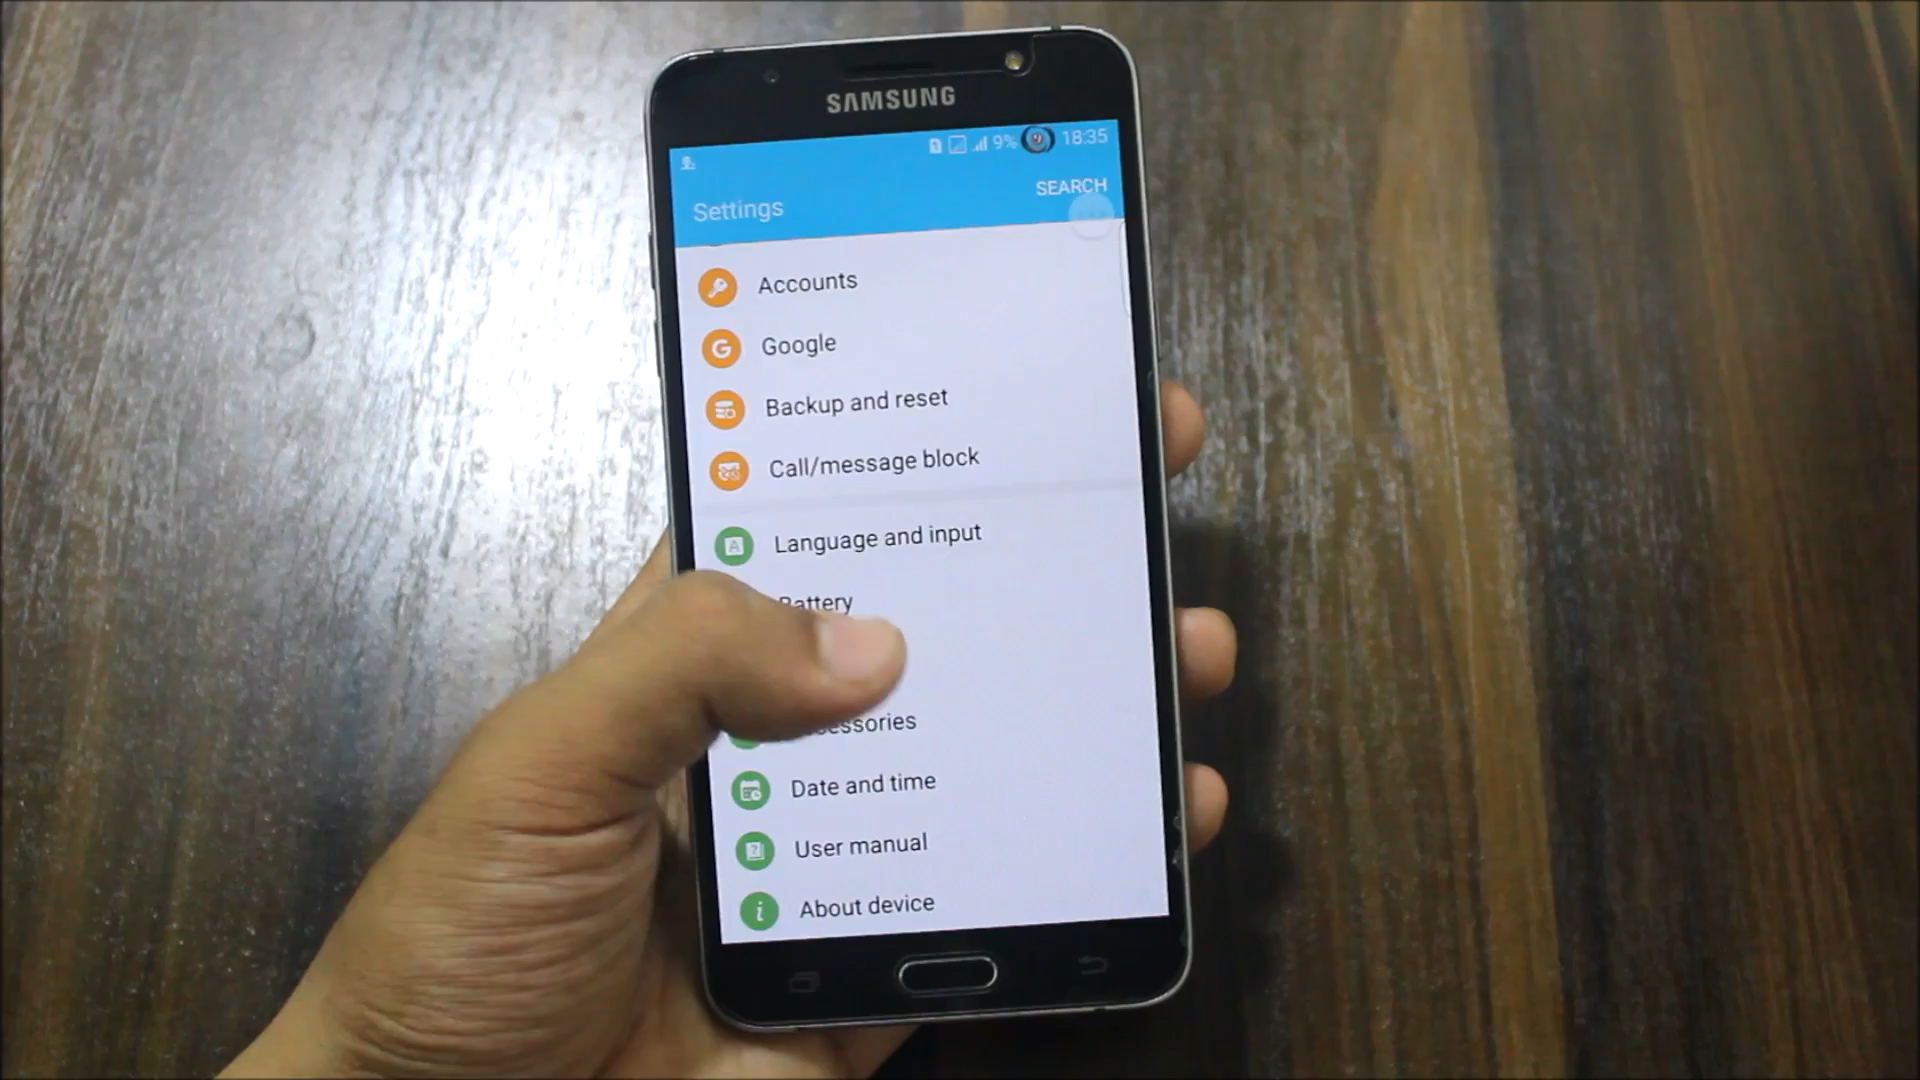 SAMSUNG
9% 18:35
SEARCH
Settings
Accounts
Google
Backup and reset
Call/message block
Language and input
Battery
Date and time
User manual
About device